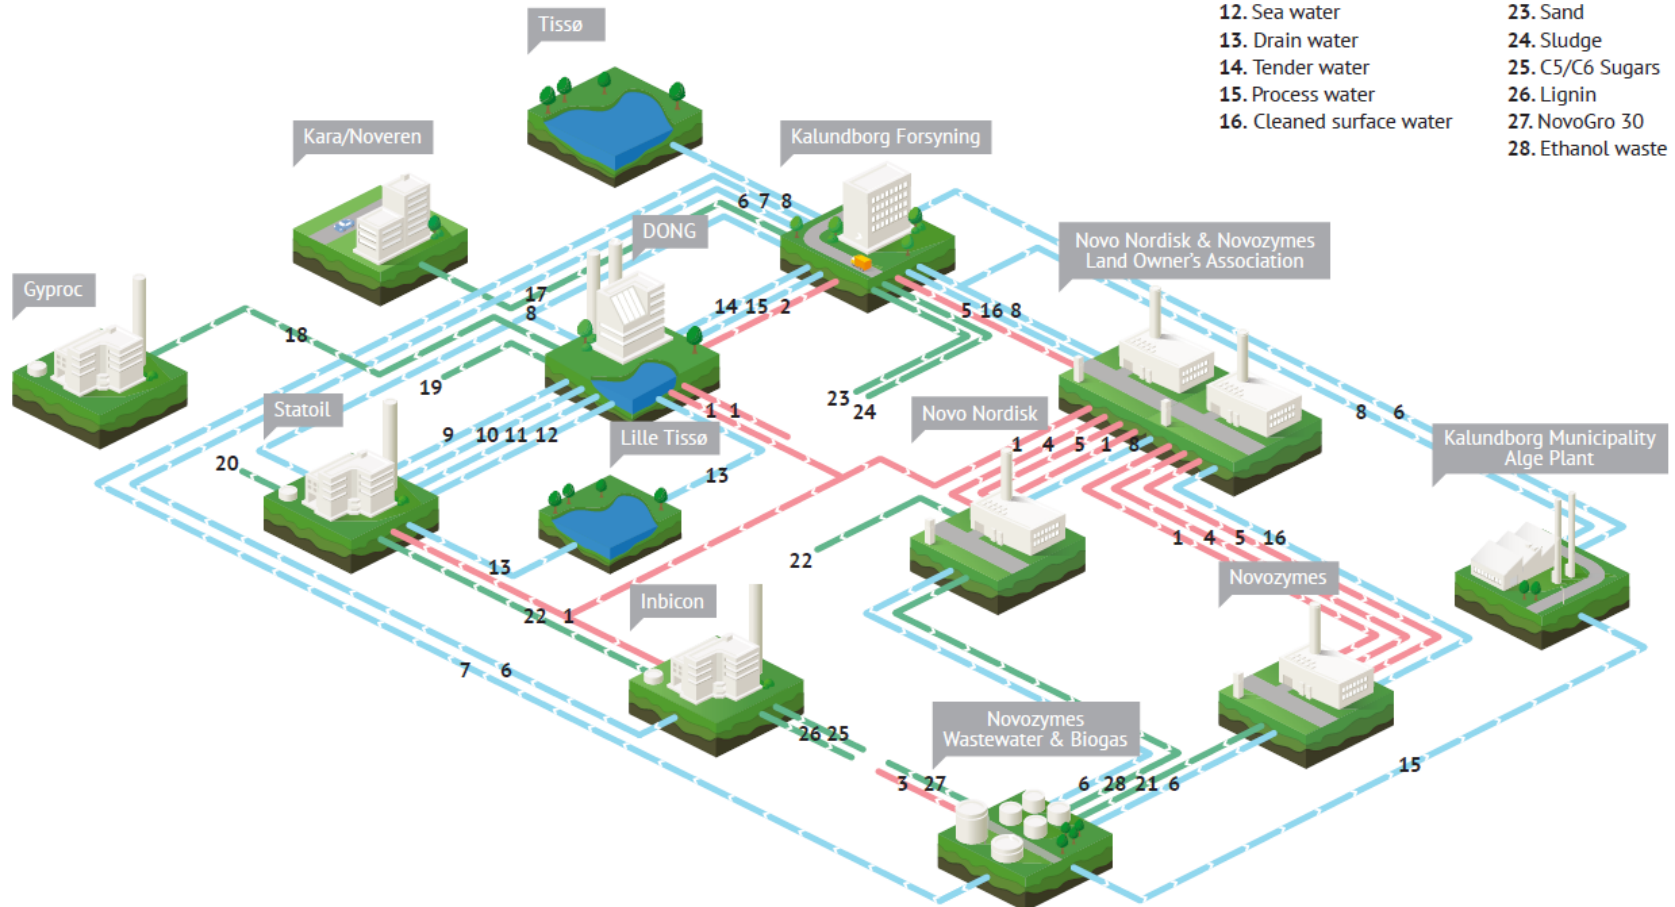 12. Sea water
13. Drain water
14. Tender water
15. Process water
16. Cleaned surface water
23. Sand
24. Sludge
25. C5/C6 Sugars
26. Lignin
27. NovoGro 30
28. Ethanol waste
Tissø
Kara/Noveren
Kalundborg Forsyning
6 7 8
DONG
Novo Nordisk & Novozymes
Land Owner's Association
Gyproc
17
8
14 15 2
5 16 8
18
19
23
24
Statoil
1 1
Novo Nordisk
8 6
9 10 11 12
Lille Tissø
1 4 5 1 8
Kalundborg Municipality
Alge Plant
20
13
22
1 4 5 16
13
Novozymes
Inbicon
22 1
7 6
26 25
Novozymes
Wastewater & Biogas
15
3 27
6 28 21 6